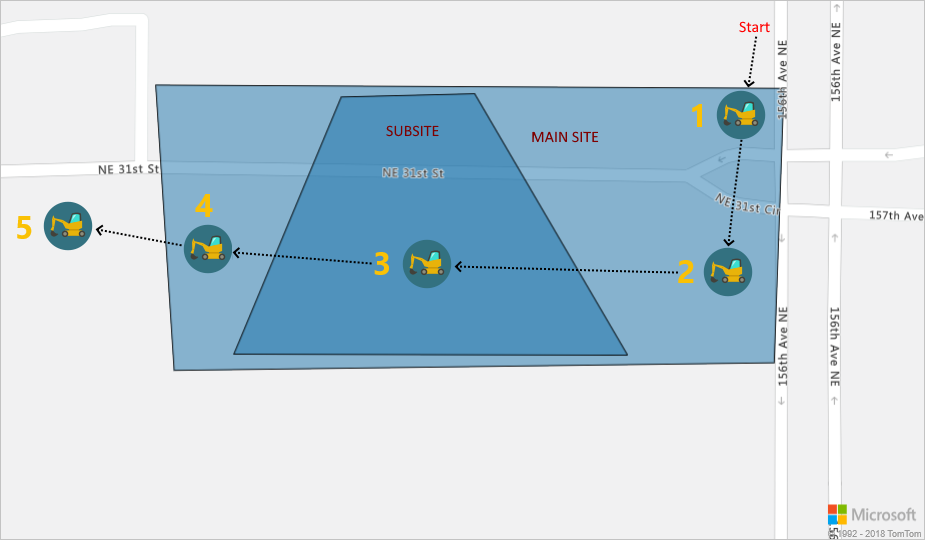 Start
156th Ave NE
156th Ave NE
1
SUBSITE
MAIN SITE
NE 31st St
NE 31st St
NE 31st Cir
157th Ave
4
5
3
2
156th Ave NE
156th Ave NE
Microsoft
© 1992 - 2018 TomTom